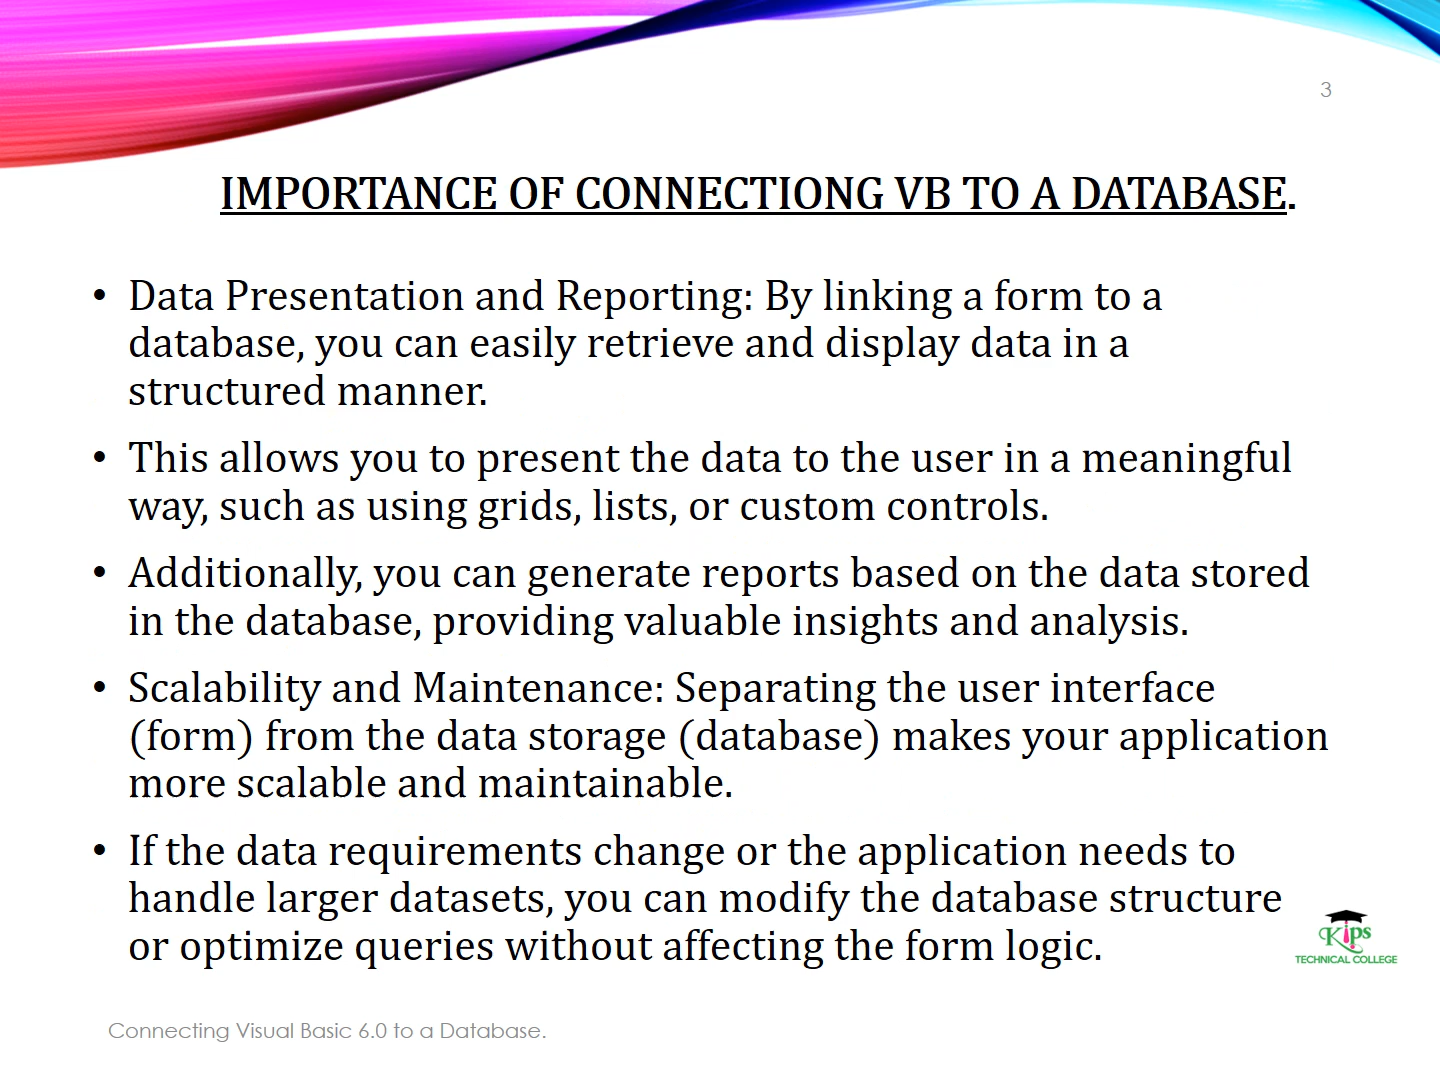 3
IMPORTANCE OF CONNECTIONG VB TO A DATABASE.
• Data Presentation and Reporting: By linking a form to a
database, you can easily retrieve and display data in a
structured manner.
• This allows you to present the data to the user in a meaningful
way, such as using grids, lists, or custom controls.
• Additionally, you can generate reports based on the data stored
in the database, providing valuable insights and analysis.
• Scalability and Maintenance: Separating the user interface
(form) from the data storage (database) makes your application
more scalable and maintainable.
• If the data requirements change or the application needs to
handle larger datasets, you can modify the database structure
or optimize queries without affecting the form logic.
Kips
TECHNICAL COLLEGE
Connecting Visual Basic 6.0 to a Database.